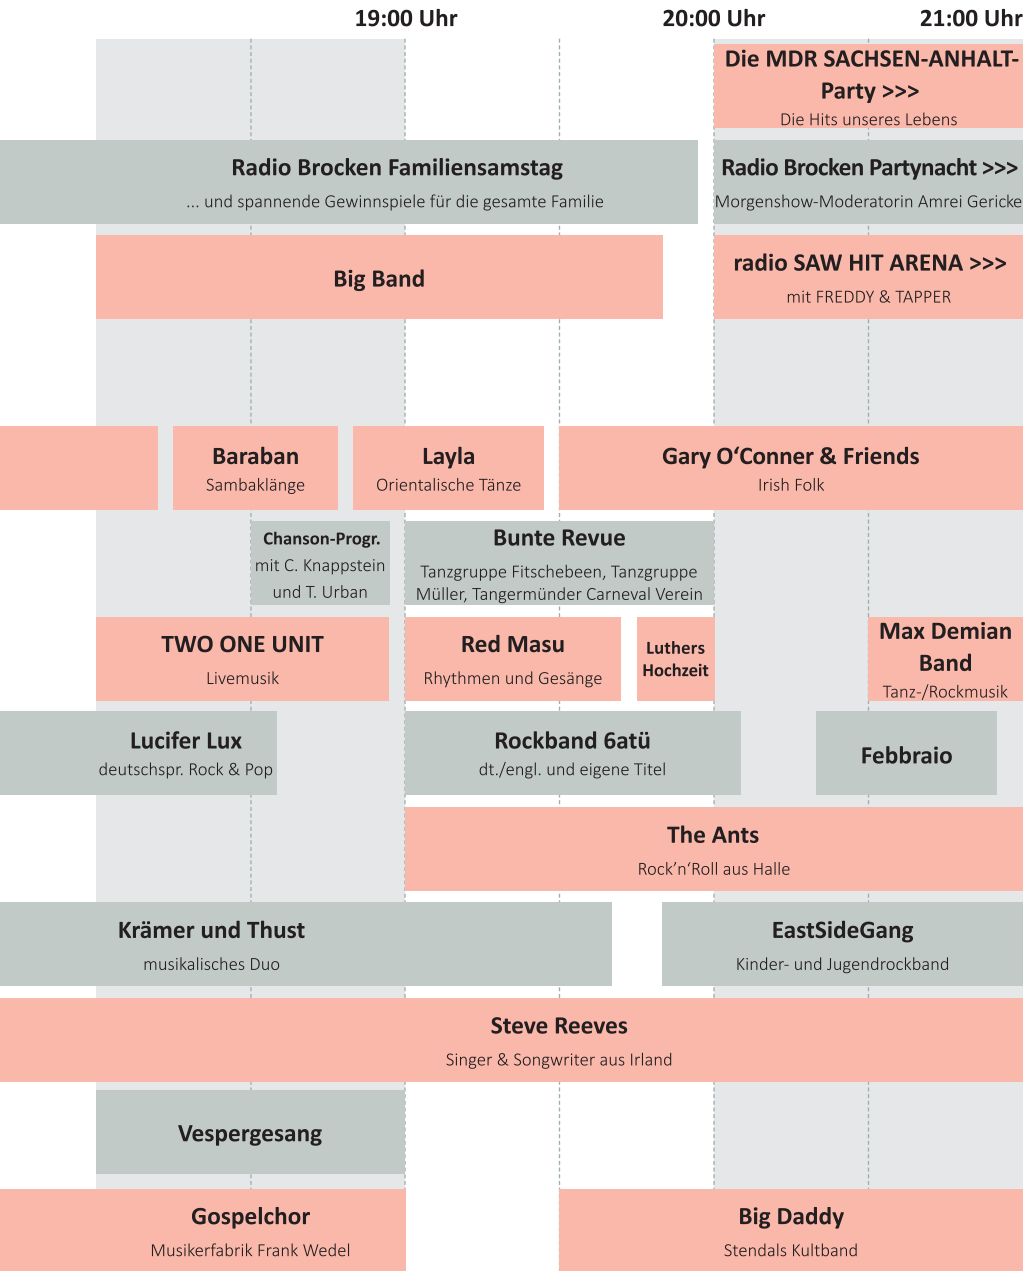 19:00 Uhr 20:00 Uhr 21:00 Uhr
Die MDR SACHSEN-ANHALT-
Party >>>
Die Hits unseres Lebens
Radio Brocken Familiensamstag
... und spannende Gewinnspiele für die gesamte Familie
Radio Brocken Partynacht >>>
Morgenshow-Moderatorin Amrei Gericke
Big Band
radio SAW HIT ARENA >>>
mit FREDDY & TAPPER
Baraban
Sambaklänge
Layla
Orientalische Tänze
Gary O‘Conner & Friends
Irish Folk
Chanson-Progr.
mit C. Knappstein
und T. Urban
Bunte Revue
Tanzgruppe Fitschebeen, Tanzgruppe
Müller, Tangermünder Carneval Verein
TWO ONE UNIT
Livemusik
Red Masu
Rhythmen und Gesänge
Luthers
Hochzeit
Max Demian
Band
Tanz-/Rockmusik
Lucifer Lux
deutschspr. Rock & Pop
Rockband 6atü
dt./engl. und eigene Titel
Febbraio
The Ants
Rock’n‘Roll aus Halle
Krämer und Thust
musikalisches Duo
EastSideGang
Kinder- und Jugendrockband
Steve Reeves
Singer & Songwriter aus Irland
Vespergesang
Gospelchor
Musikerfabrik Frank Wedel
Big Daddy
Stendals Kultband